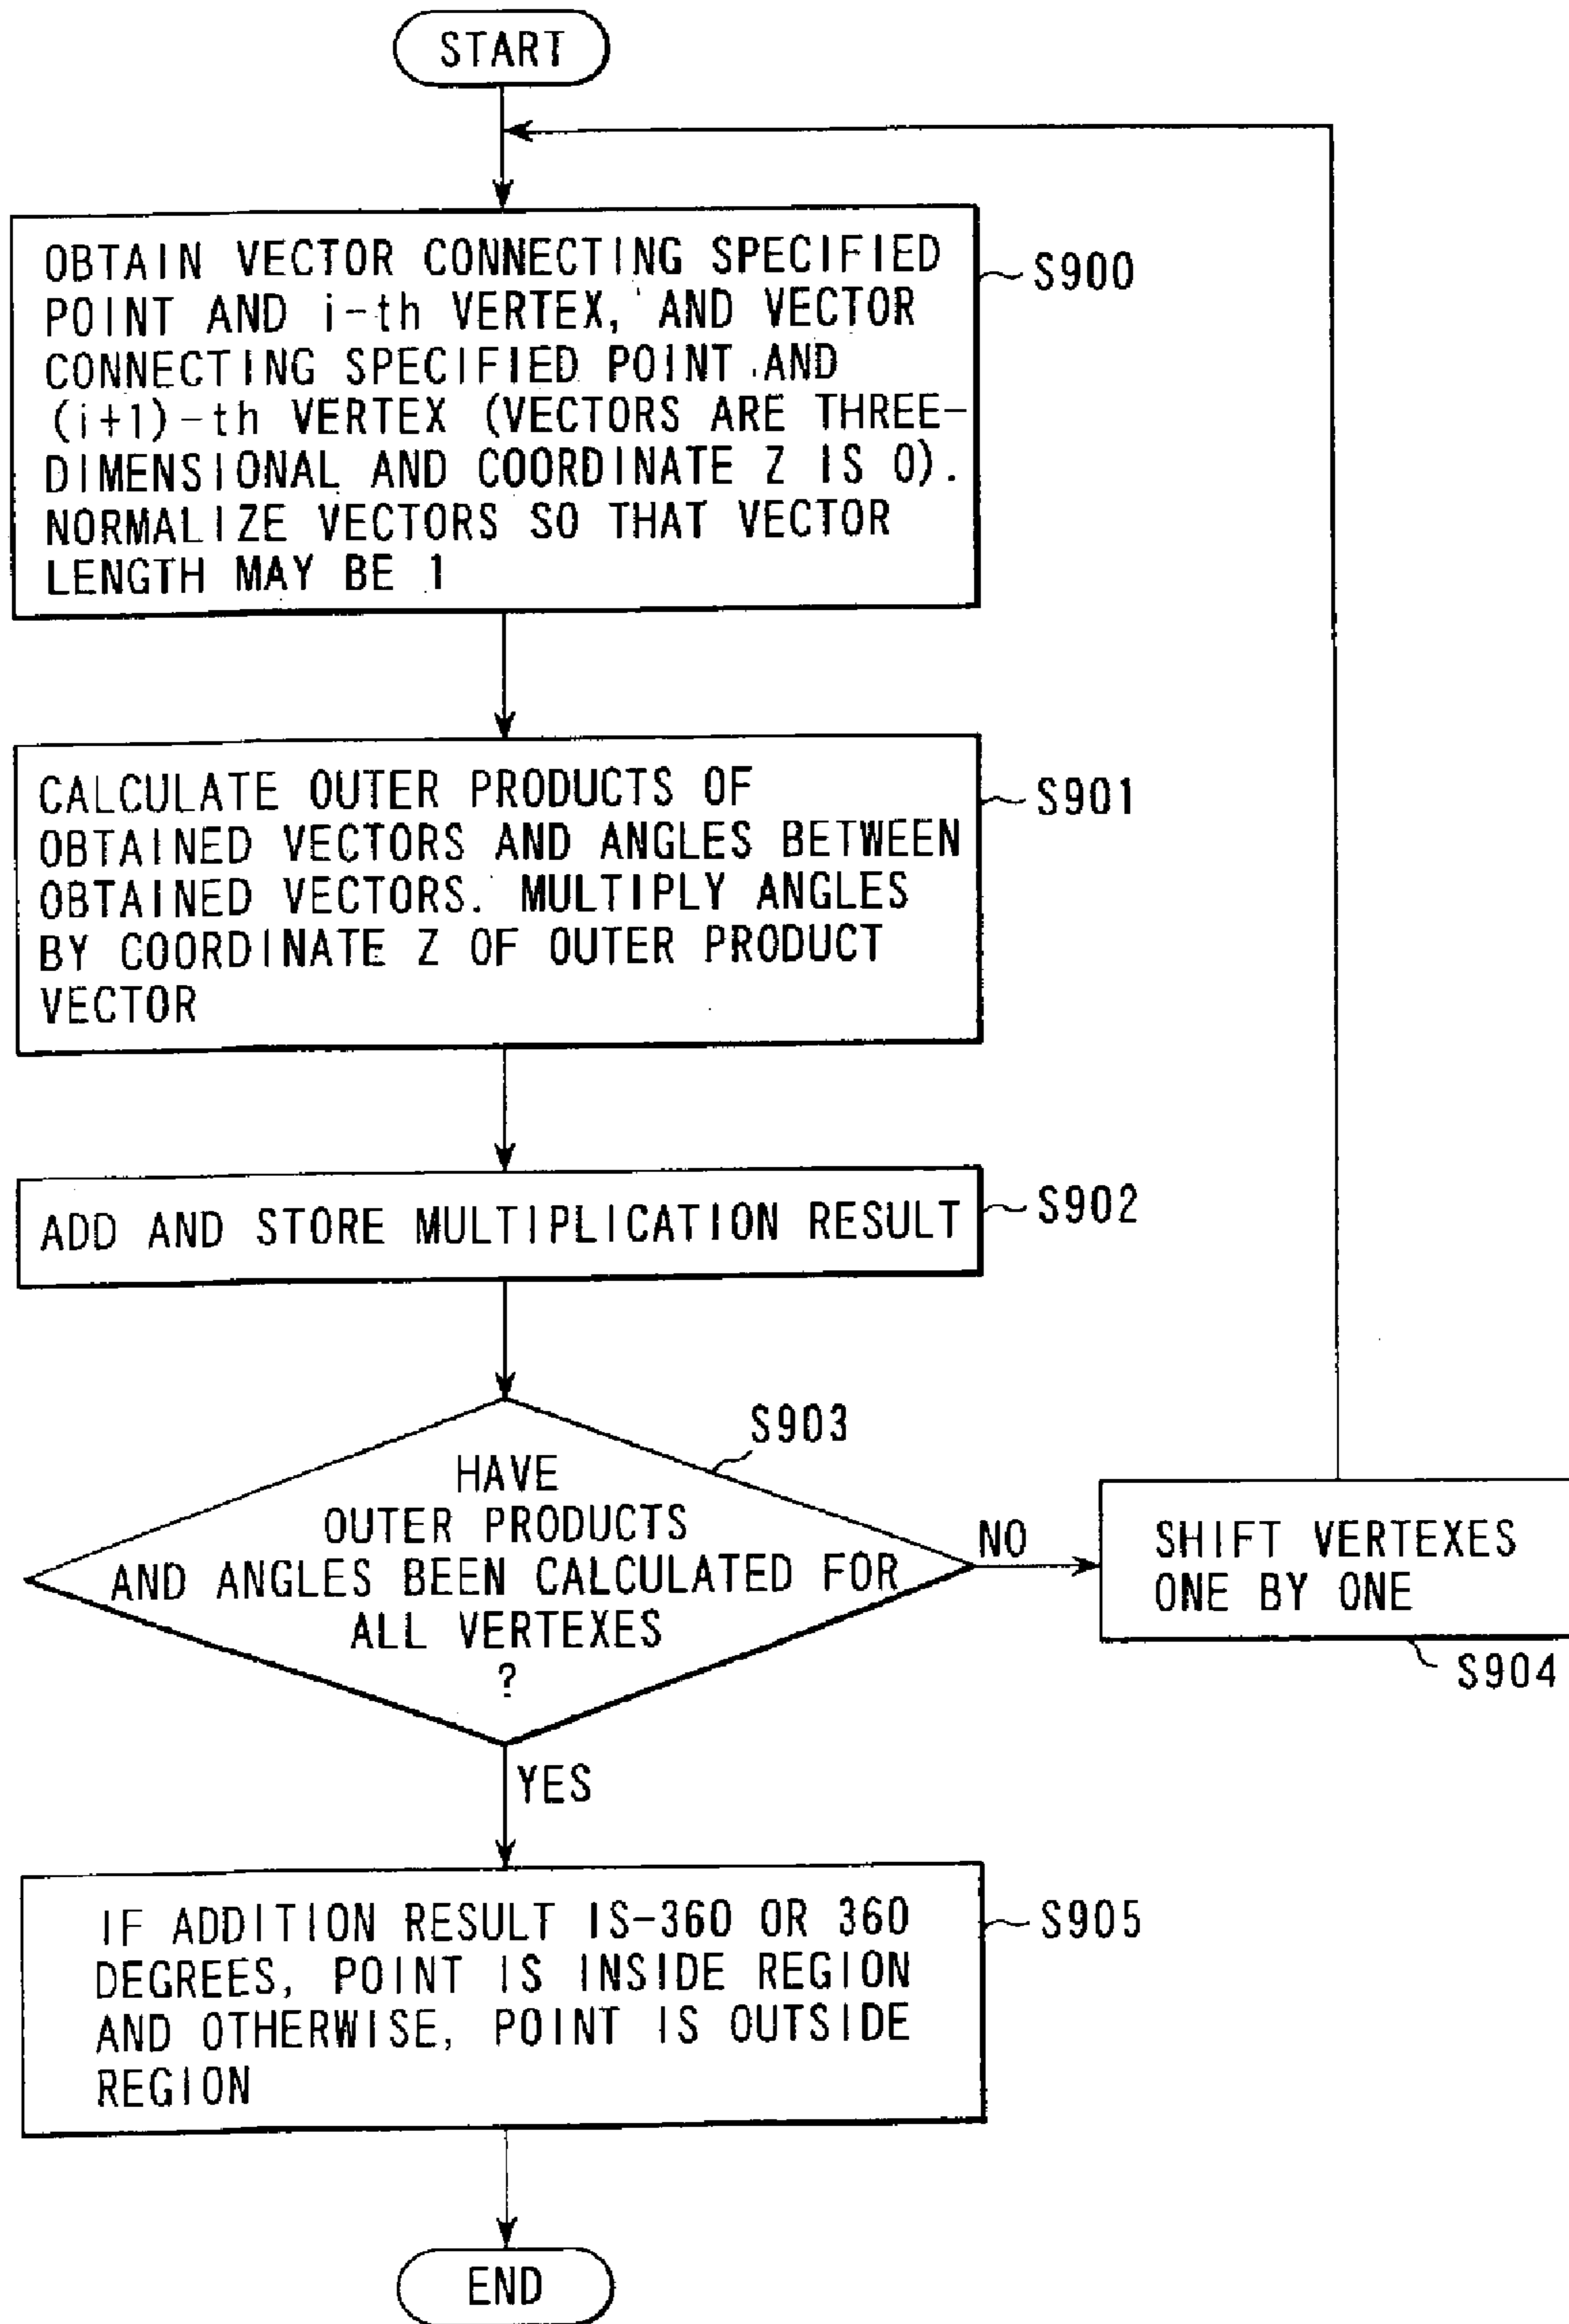 START
OBTAIN VECTOR CONNECTING SPECIFIED
POINT AND i-th VERTEX, AND VECTOR
CONNECTING SPECIFIED POINT AND
(i+1)-th VERTEX (VECTORS ARE THREE-
DIMENSIONAL AND COORDINATE Z IS 0).
NORMALIZE VECTORS SO THAT VECTOR
LENGTH MAY BE 1
S900
CALCULATE OUTER PRODUCTS OF
OBTAINED VECTORS AND ANGLES BETWEEN
OBTAINED VECTORS. MULTIPLY ANGLES
BY COORDINATE Z OF OUTER PRODUCT
VECTOR
S901
ADD AND STORE MULTIPLICATION RESULT
S902
HAVE
OUTER PRODUCTS
AND ANGLES BEEN CALCULATED FOR
ALL VERTEXES
?
S903
NO
SHIFT VERTEXES
ONE BY ONE
S904
YES
IF ADDITION RESULT IS-360 OR 360
DEGREES, POINT IS INSIDE REGION
AND OTHERWISE, POINT IS OUTSIDE
REGION
S905
END